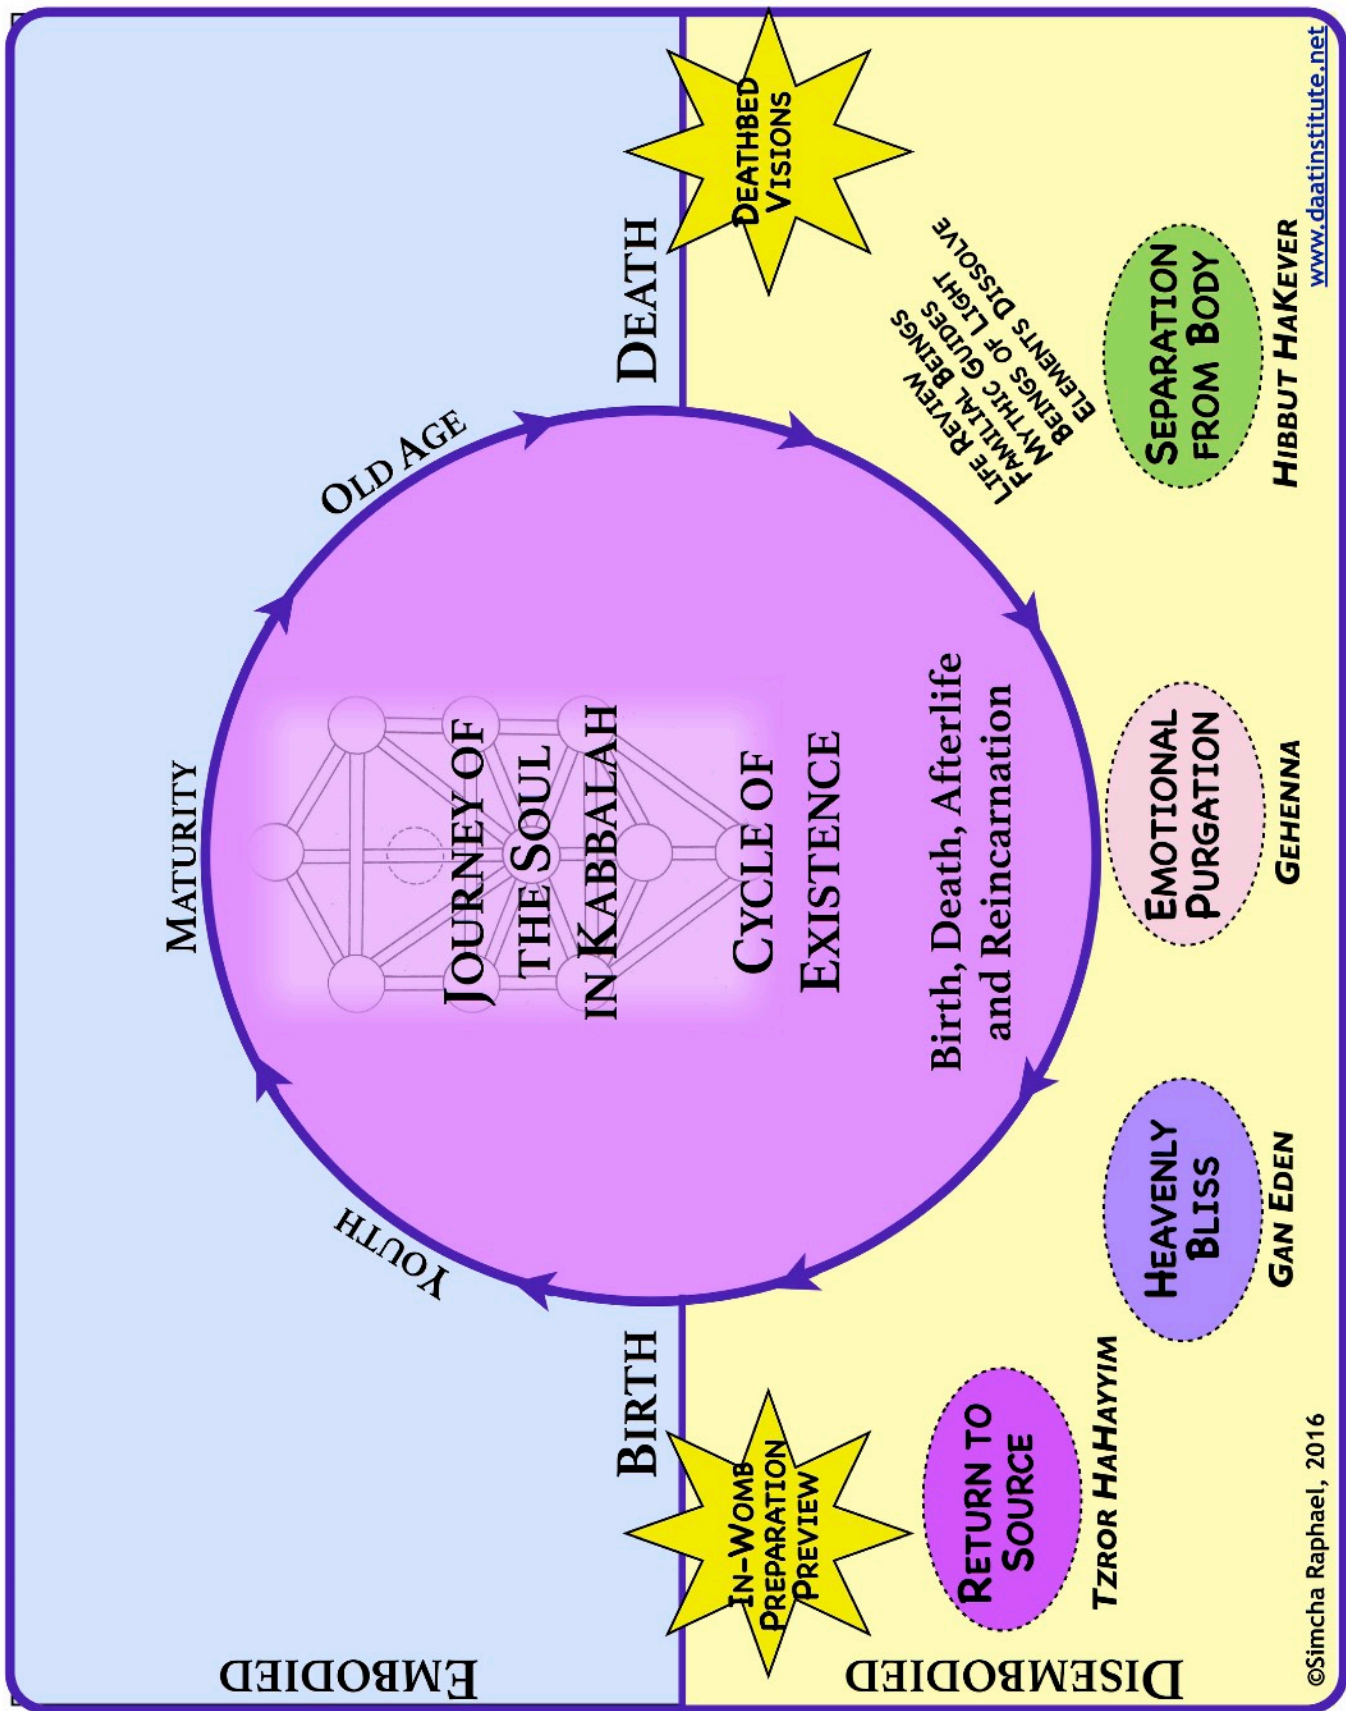 EMBODIED
DISEMBODIED
MATURITY
YOUTH
OLD AGE
BIRTH
DEATH
JOURNEY OF
THE SOUL
IN KABBALAH
CYCLE OF
EXISTENCE
Birth, Death, Afterlife
and Reincarnation
IN-WOMB
PREPARATION
PREVIEW
DEATHBED
VISIONS
LIFE REVIEW
FAMILIAL BEINGS
MYTHIC GUIDES
BEINGS OF LIGHT
ELEMENTS DISSOLVE
RETURN TO
SOURCE
TZROR HAHAYYIM
HEAVENLY
BLISS
GAN EDEN
EMOTIONAL
PURGATION
GEHENNA
SEPARATION
FROM BODY
HIBBUT HAKEVER
©Simcha Raphael, 2016
www.daatinstitute.net